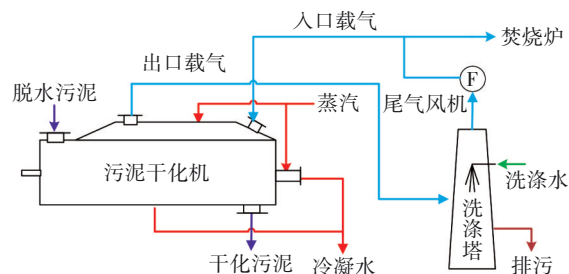 入口载气
焚烧炉
出口载气
F
脱水污泥
蒸汽
尾气风机
污泥干化机
洗涤水
洗涤塔
干化污泥
冷凝水
排污